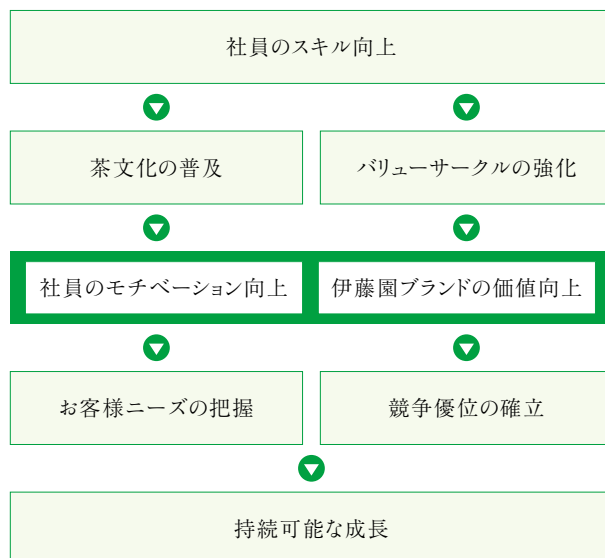 社員のスキル向上
茶文化の普及
バリューサークルの強化
社員のモチベーション向上
伊藤園ブランドの価値向上
お客様ニーズの把握
競争優位の確立
持続可能な成長